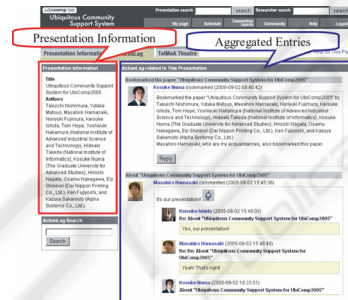 ubicomp'05
Presentation search
search
Researcher search
search
Ubiquitous Community
Support System
My page
Schedule
Connection
search
Community
Help
Logout
Presentation Information
Aggregated Entries
Presentation Information
ActionLog
TelMeA Theatre
Presentation Information
Title
Ubiquitous Community
Support System for
UbiComp2005
Authors
Takuichi Nishimura, Yutaka
Matsuo, Masahiro Hamasaki,
Noriyuki Fujimura, Keisuke
Ishida, Tom Hope, Yoshiyuki
Nakamura (National Institute of
Advanced Industrial Science
and Technology), Hideaki
Takeda (National Institute of
Informatics), Kosuke Numa
(The Graduate University for
Advanced Studies), Hiroshi
Nagata, Osamu Nakagawa, Eiji
Shinbori (Dai Nippon Printing
Co., Ltd.), Ken Fujiyoshi, and
Kazuya Sakamoto (Alpha
Systems Co., Ltd.)
ActionLog Search
Search
ActionLog related to This Presentation
Bookmarked the paper "Ubiquitous Community Support System for UbiComp2005"
Kosuke Numa bookmarked (2005-09-02 08:40:43)
Bookmarked the paper "Ubiquitous Community Support System for UbiComp2005" by
Takuichi Nishimura, Yutaka Matsuo, Masahiro Hamasaki, Noriyuki Fujimura, Keisuke
Ishida, Tom Hope, Yoshiyuki Nakamura (National Institute of Advanced Industrial
Science and Technology), Hideaki Takeda (National Institute of Informatics), Kosuke
Numa (The Graduate University for Advanced Studies), Hiroshi Nagata, Osamu
Nakagawa, Eiji Shinbori (Dai Nippon Printing Co., Ltd.), Ken Fujiyoshi, and Kazuya
Sakamoto (Alpha Systems Co., Ltd.)
Masahiro Hamasaki, who are my acquaintances, also bookmarked this paper.
Reply
About "Ubiquitous Community Support System for UbiComp2005"
Masahiro Hamasaki commented (2005-09-02 15:45:38)
It's our presentation!
Keisuke Ishida (2005-09-02 15:48:01)
Re: About "Ubiquitous Community Support System for UbiComp2005"
Yes, our presentation!
Masahiro Hamasaki (2005-09-02 15:49:48)
Re: Re: About "Ubiquitous Community Support System for
UbiComp2005"
Yeah! That's right!
Kosuke Numa (2005-09-02 16:33:51)
About "Ubiquitous Community Support System for UbiComp2005"